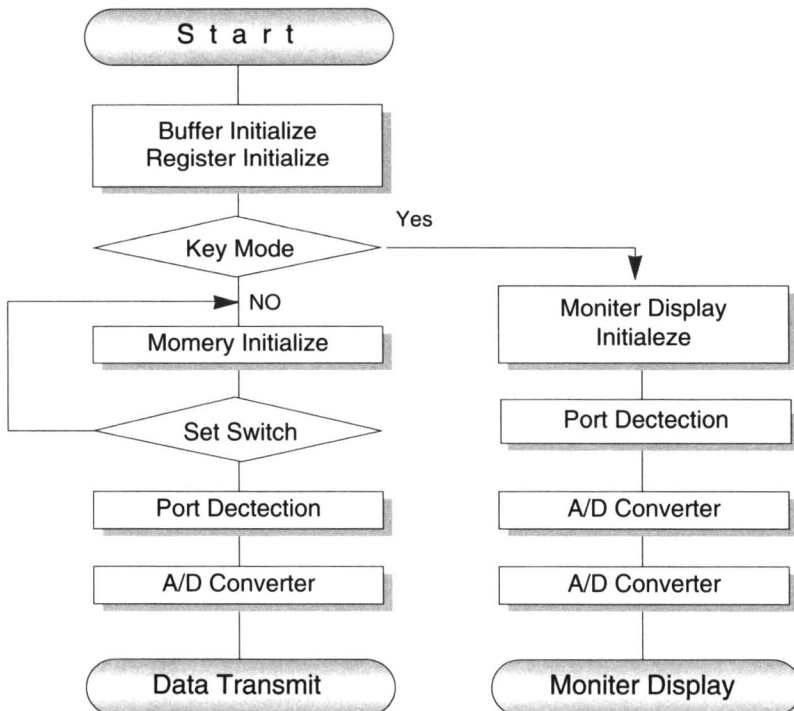 Start
Buffer Initialize
Register Initialize
Key Mode
Yes
NO
Momery Initialize
Set Switch
Port Dectection
A/D Converter
Data Transmit
Moniter Display
Initialeze
Port Dectection
A/D Converter
A/D Converter
Moniter Display